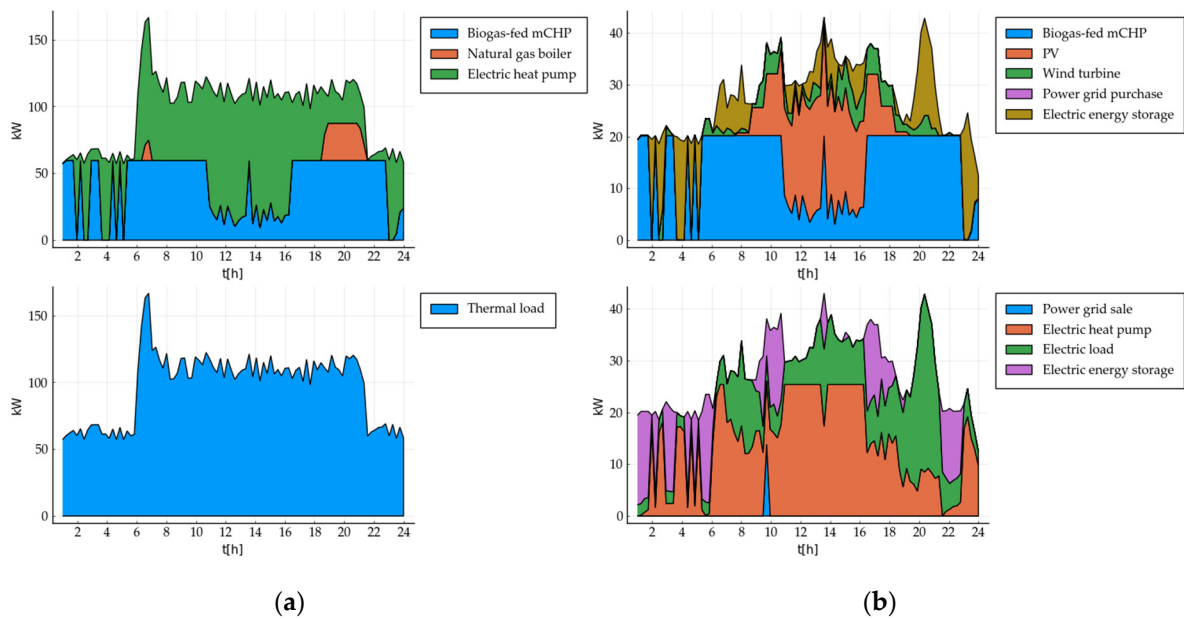 150
100
50
0
kW
2 4 6 8 10 12 14 16 18 20 22 24
t[h]
Biogas-fed mCHP
Natural gas boiler
Electric heat pump
40
30
20
10
0
kW
2 4 6 8 10 12 14 16 18 20 22 24
t[h]
Biogas-fed mCHP
PV
Wind turbine
Power grid purchase
Electric energy storage
150
100
50
0
kW
2 4 6 8 10 12 14 16 18 20 22 24
t[h]
Thermal load
40
30
20
10
0
kW
2 4 6 8 10 12 14 16 18 20 22 24
t[h]
Power grid sale
Electric heat pump
Electric load
Electric energy storage
(a)
(b)